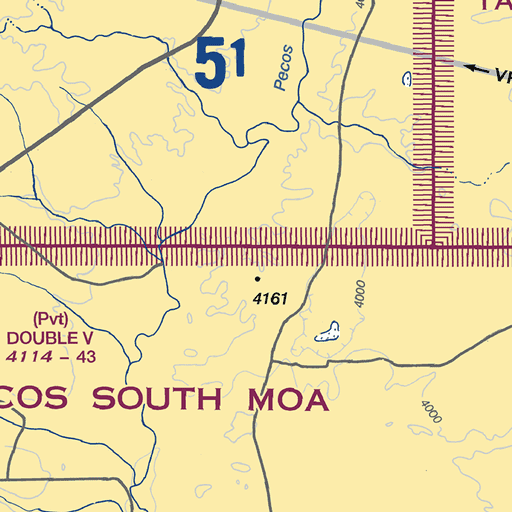 51
Pecos
VR
4161
4000
(Pvt)
DOUBLE V
4114 - 43
COS SOUTH MOA
4000